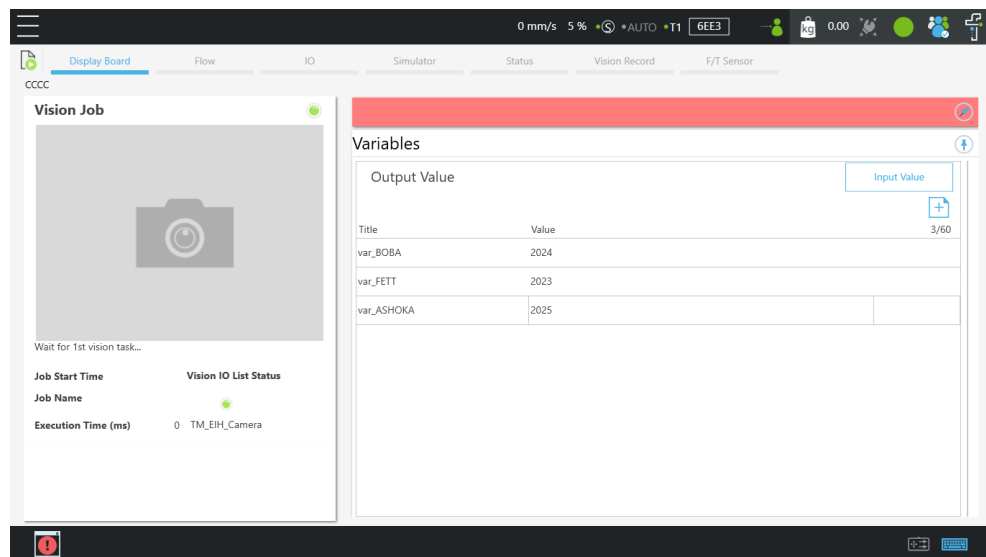 0 mm/s 5 % S AUTO T1 6EE3 kg 0.00
Display Board Flow IO Simulator Status Vision Record F/T Sensor
CCCC
Vision Job
Wait for 1st vision task...
Job Start Time Vision IO List Status
Job Name
Execution Time (ms) 0 TM_EIH_Camera
Variables
Output Value Input Value
Title Value 3/60
var_BOBA 2024
var_FETT 2023
var_ASHOKA 2025